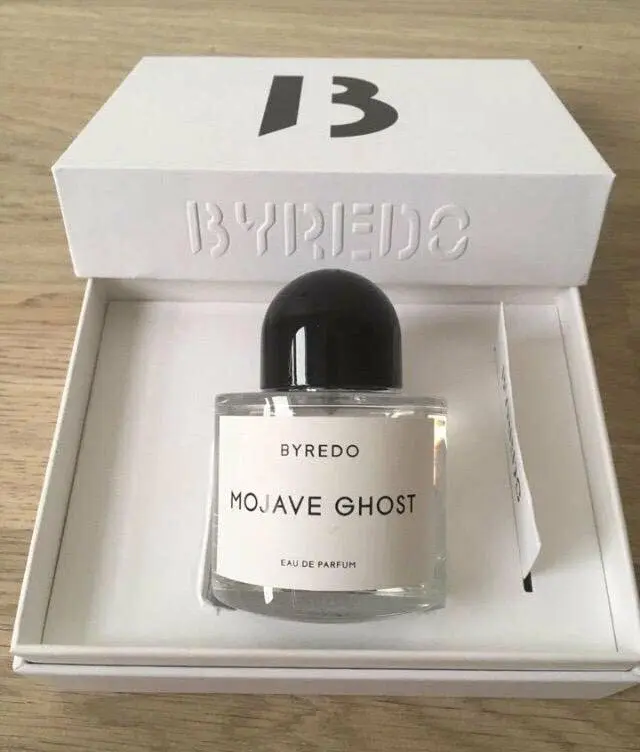 B
BYREDO
BYREDO
MOJAVE GHOST
EAU DE PARFUM